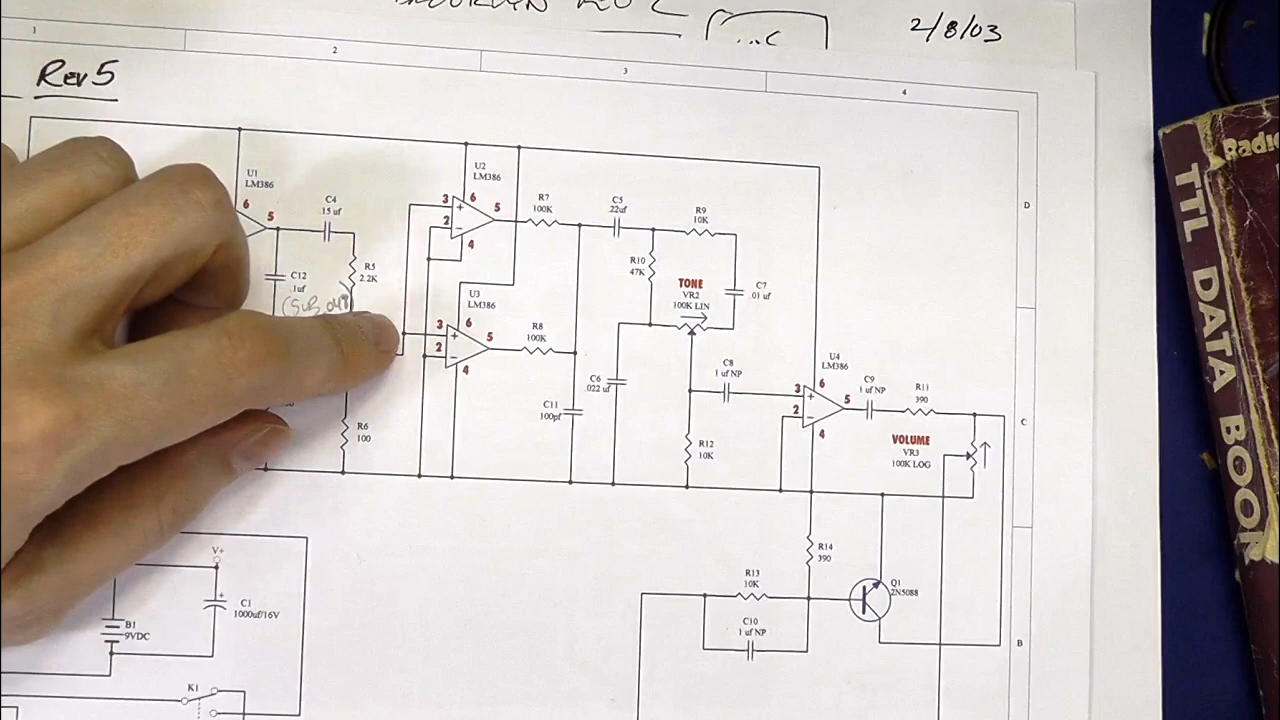 2/8/03
1
2
3
4
Rev 5
D
C
B
U1
LM386
6
5
C4
.15 uf
C12
.1uf
R5
2.2K
R6
100
U2
LM386
3
2
6
5
4
R7
100K
U3
LM386
3
2
6
5
4
R8
100K
C11
100pf
C5
.22uf
R9
10K
R10
47K
TONE
VR2
100K LIN
C7
.01 uf
C6
.022 uf
C8
1 uf NP
R12
10K
U4
LM386
3
2
6
5
4
C9
1 uf NP
R11
390
VOLUME
VR3
100K LOG
R14
390
R13
10K
C10
1 uf NP
Q1
2N5088
V+
+
C1
1000uf/16V
B1
9VDC
K1
Radio
TTL DATA BOOK